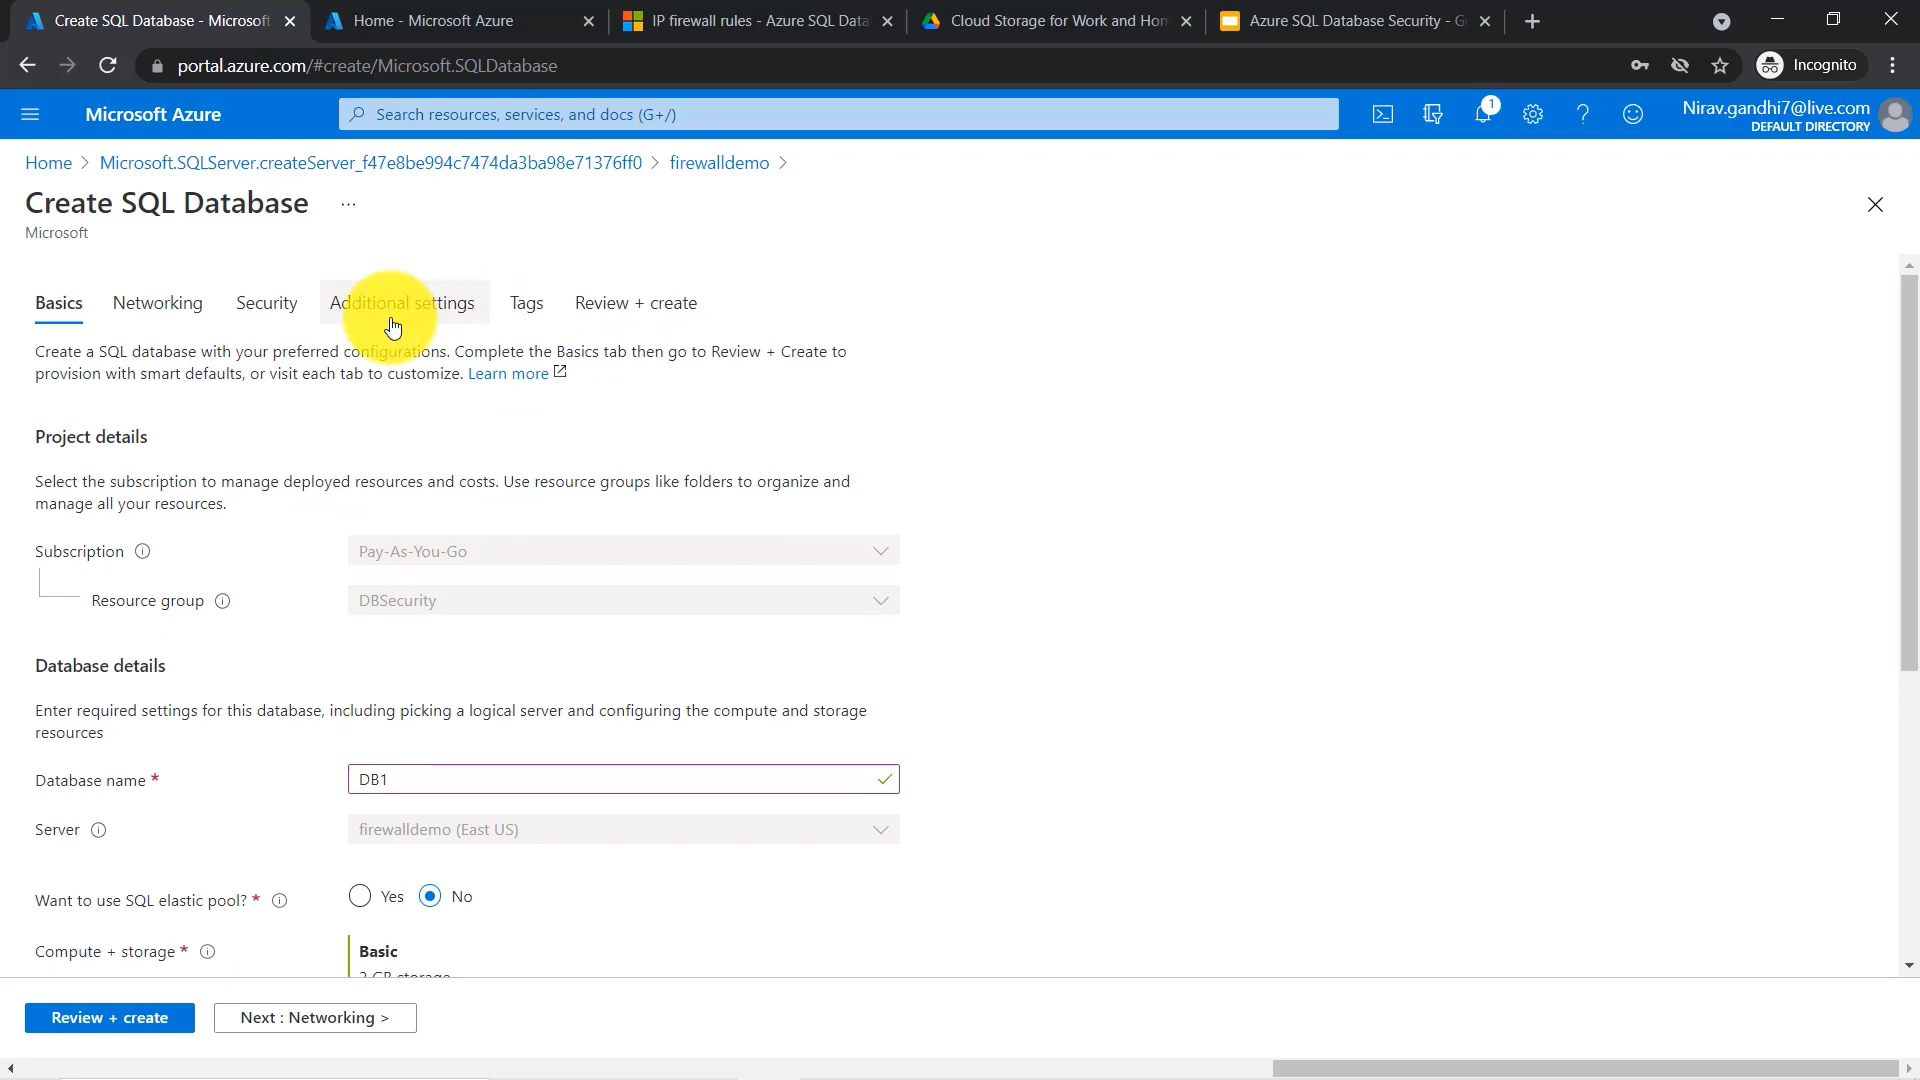 Create SQL Database - Microsoft
Home - Microsoft Azure
IP firewall rules - Azure SQL Data
Cloud Storage for Work and Hom
Azure SQL Database Security - G
portal.azure.com/#create/Microsoft.SQLDatabase
Incognito
Microsoft Azure
Search resources, services, and docs (G+/)
1
Nirav.gandhi7@live.com
DEFAULT DIRECTORY
Home > Microsoft.SQLServer.createServer_f47e8be994c7474da3ba98e71376ff0 > firewalldemo >
Create SQL Database ...
Microsoft
Basics Networking Security Additional settings Tags Review + create
Create a SQL database with your preferred configurations. Complete the Basics tab then go to Review + Create to
provision with smart defaults, or visit each tab to customize. Learn more
Project details
Select the subscription to manage deployed resources and costs. Use resource groups like folders to organize and
manage all your resources.
Subscription
Pay-As-You-Go
Resource group
DBSecurity
Database details
Enter required settings for this database, including picking a logical server and configuring the compute and storage
resources
Database name *
DB1
Server
firewalldemo (East US)
Want to use SQL elastic pool? *
Yes No
Compute + storage *
Basic
2 GB storage
Review + create
Next : Networking >